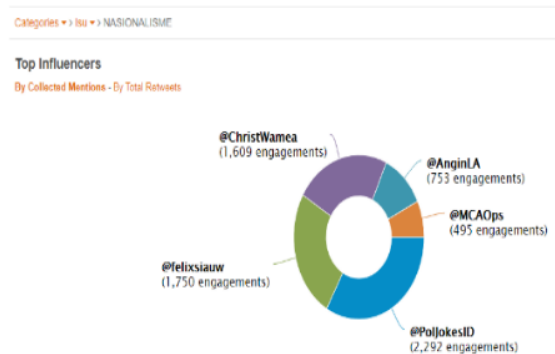 Categories > Isu > NASIONALISME
Top Influencers
By Collected Mentions - By Total Retweets
@ChristWamea
(1,609 engagements)
@AnginLA
(753 engagements)
@MCAOps
(495 engagements)
@felixsiauw
(1,750 engagements)
@PolJokesID
(2,292 engagements)